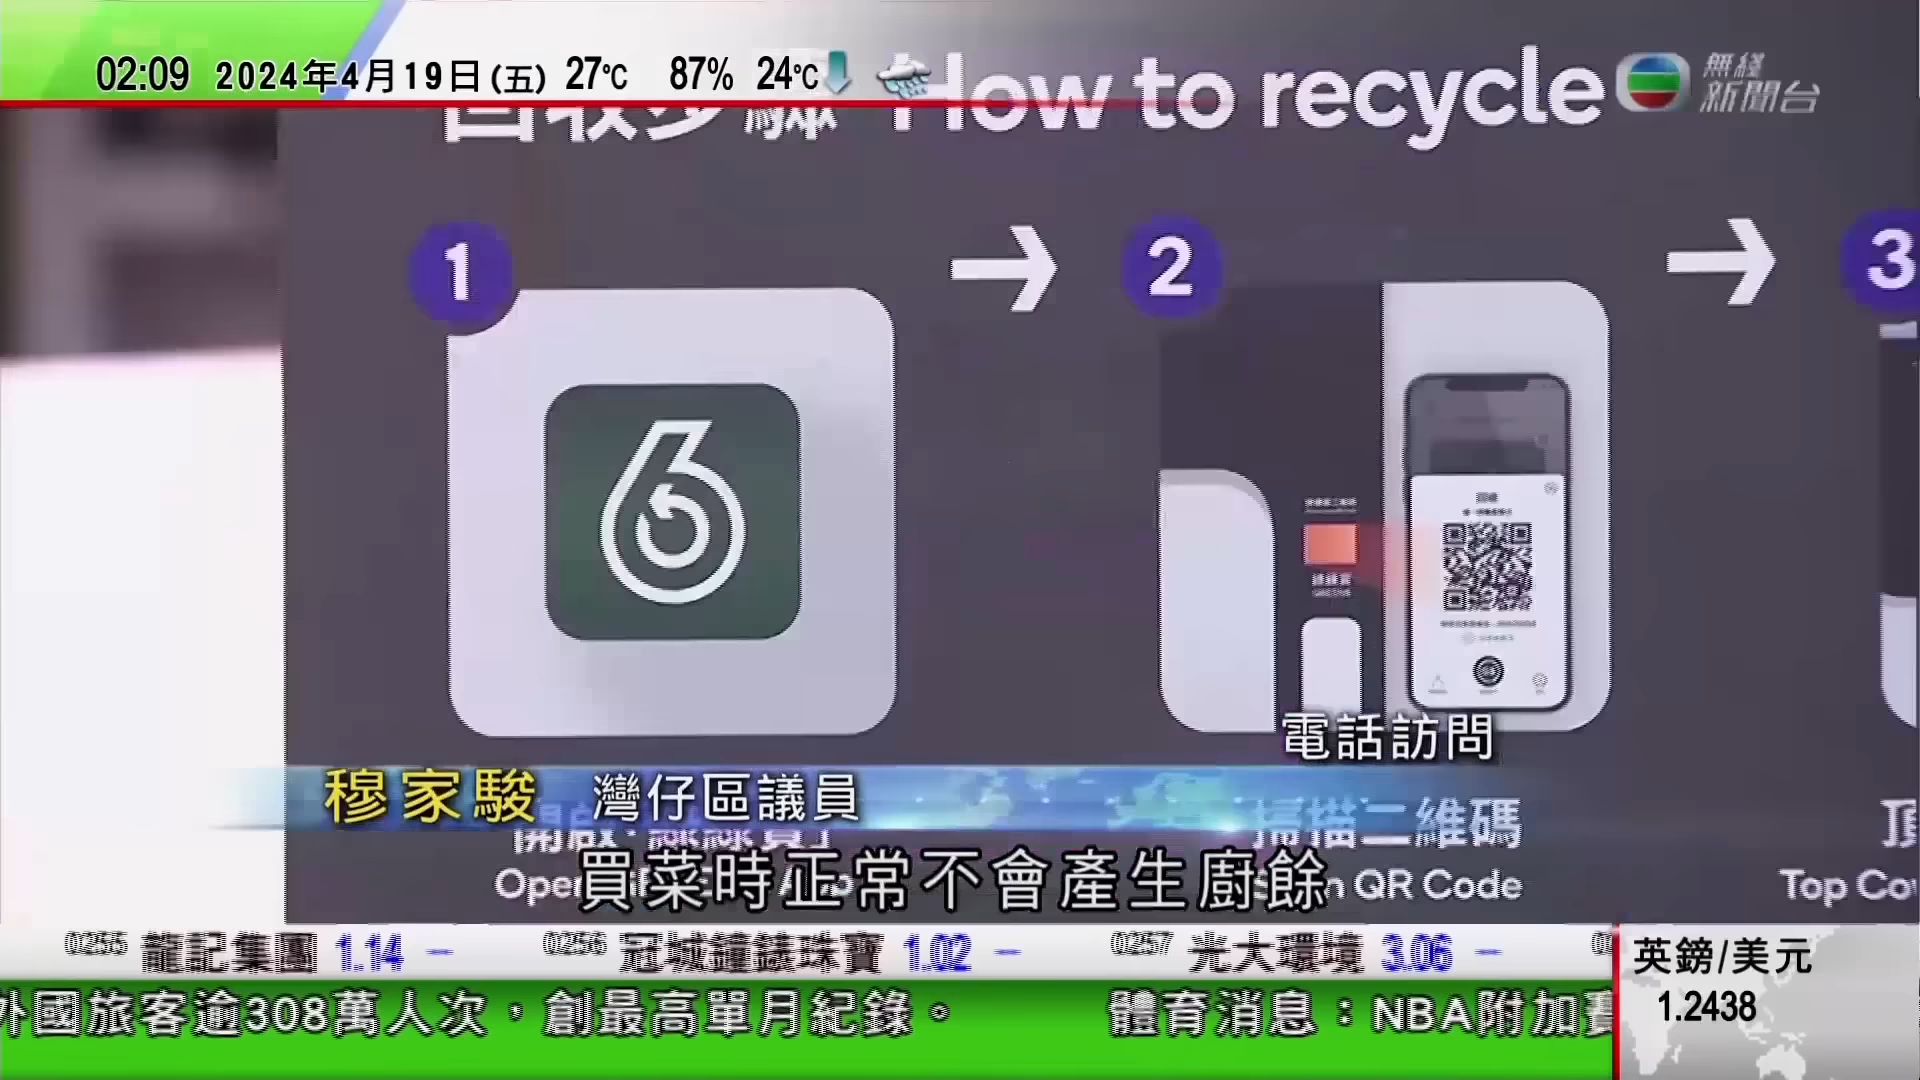 02:09 2024年4月19日(五) 27℃ 87% 24℃
無綫新聞台
回收步驟 How to recycle
1
2
3
電話訪問
穆家駿 灣仔區議員
掃描二維碼
QR Code
Top
買菜時正常不會產生廚餘
0255 龍記集團 1.14 – 0256 冠城鐘錶珠寶 1.02 – 0257 光大環境 3.06 –
英鎊/美元
1.2438
外國旅客逾308萬人次，創最高單月紀錄。 體育消息：NBA附加賽